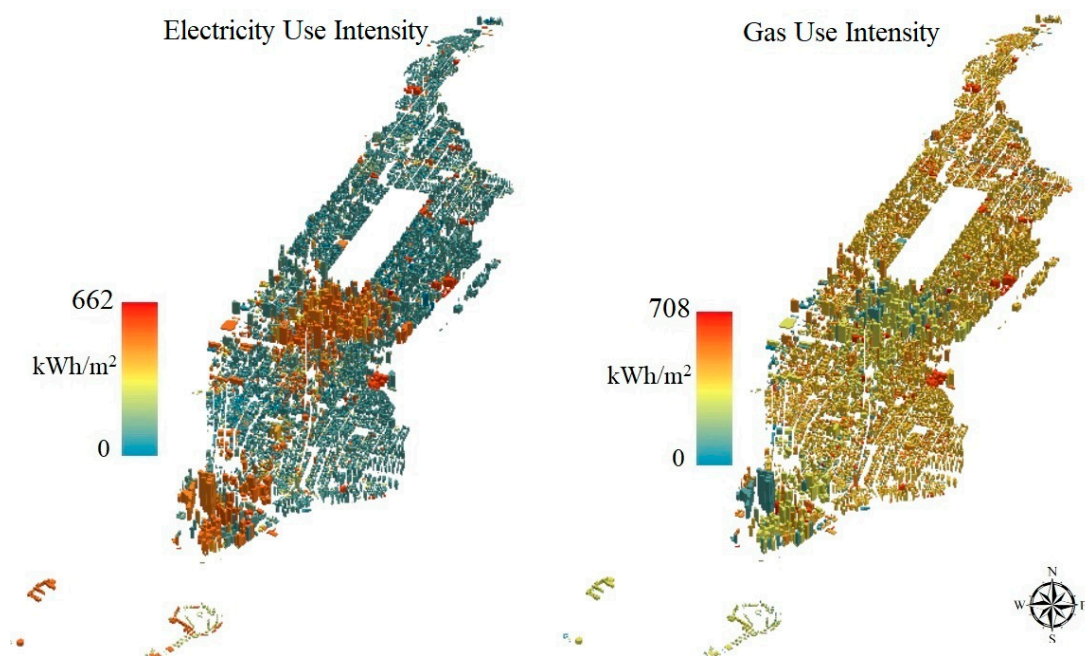 Electricity Use Intensity
Gas Use Intensity
662
kWh/m²
0
708
kWh/m²
0
N
W E
S